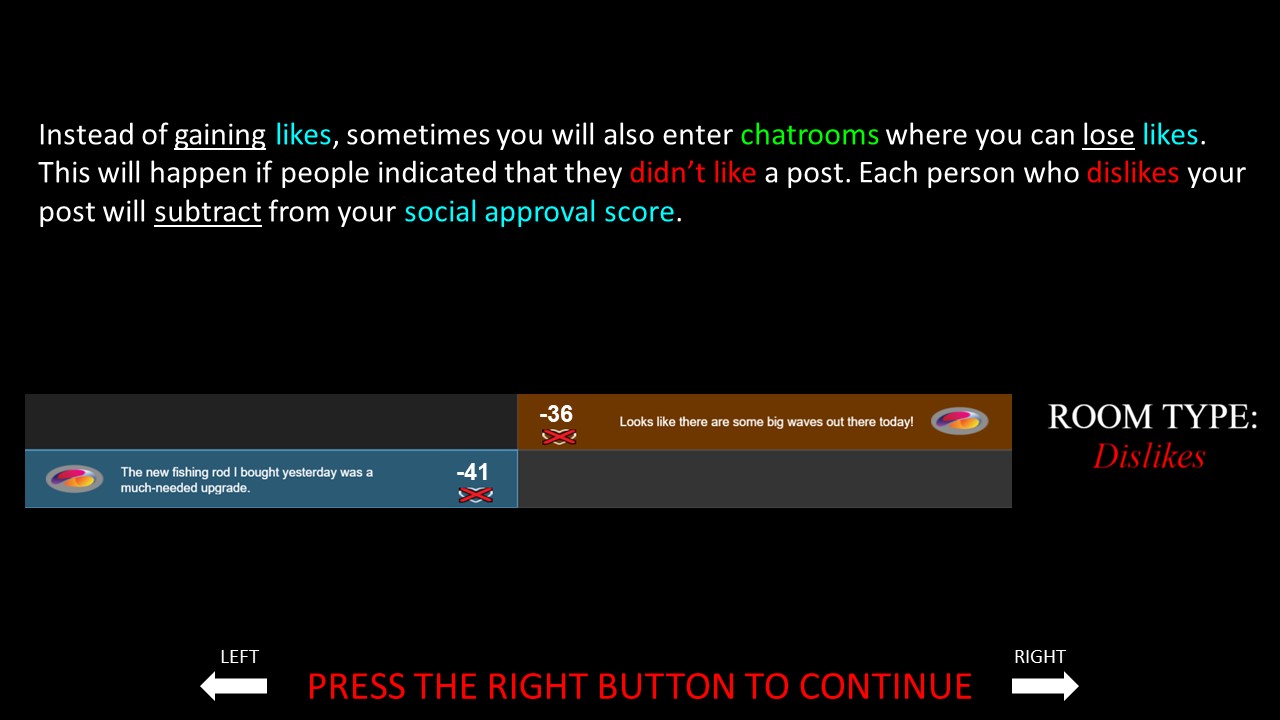 Instead of gaining likes, sometimes you will also enter chatrooms where you can lose likes.
This will happen if people indicated that they didn’t like a post. Each person who dislikes your
post will subtract from your social approval score.
-36
Looks like there are some big waves out there today!
ROOM TYPE:
Dislikes
The new fishing rod I bought yesterday was a
much-needed upgrade.
-41
LEFT
RIGHT
PRESS THE RIGHT BUTTON TO CONTINUE